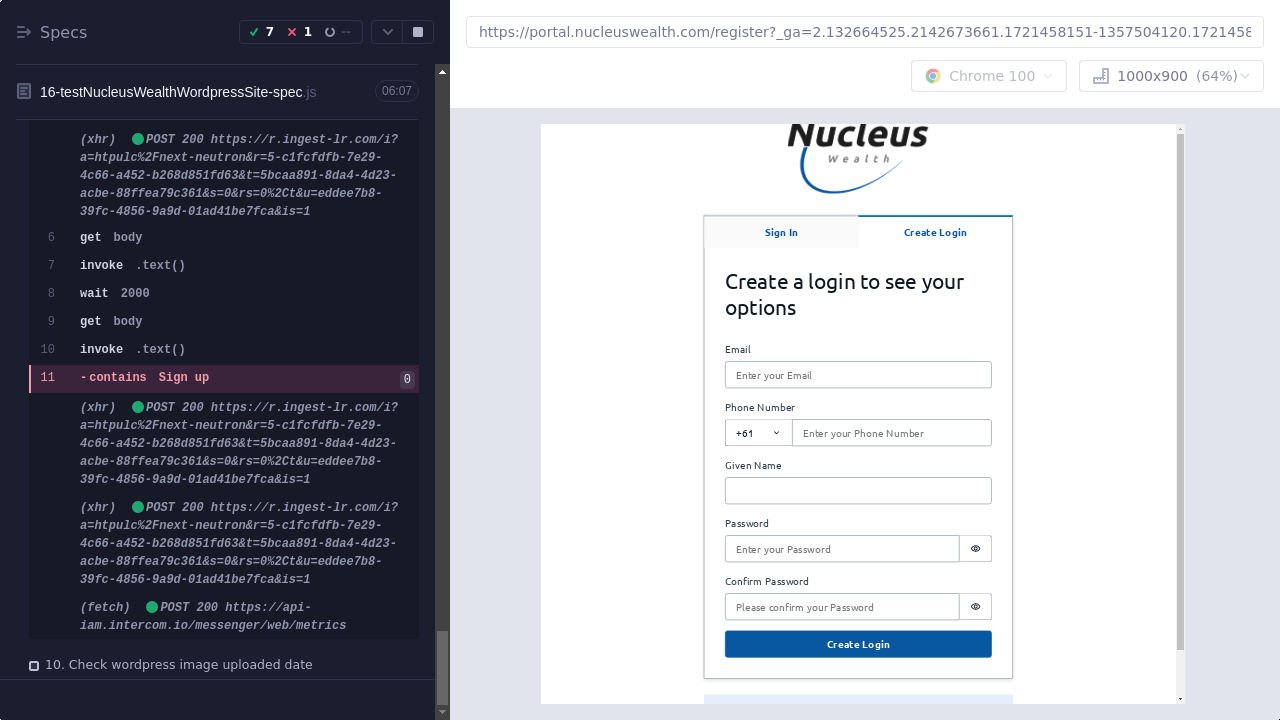 Specs
7
1
--
https://portal.nucleuswealth.com/register?_ga=2.132664525.2142673661.1721458151-1357504120.1721458
Chrome 100
1000x900 (64%)
16-testNucleusWealthWordpressSite-spec.js
06:07
(xhr) POST 200 https://r.ingest-lr.com/i?
a=htpulc%2Fnext-neutron&r=5-c1fcfdfb-7e29-
4c66-a452-b268d851fd63&t=5bcaa891-8da4-4d23-
acbe-88ffea79c361&s=0&rs=0%2Ct&u=eddee7b8-
39fc-4856-9a9d-01ad41be7fca&is=1
6 get body
7 invoke .text()
8 wait 2000
9 get body
10 invoke .text()
11 -contains Sign up 0
(xhr) POST 200 https://r.ingest-lr.com/i?
a=htpulc%2Fnext-neutron&r=5-c1fcfdfb-7e29-
4c66-a452-b268d851fd63&t=5bcaa891-8da4-4d23-
acbe-88ffea79c361&s=0&rs=0%2Ct&u=eddee7b8-
39fc-4856-9a9d-01ad41be7fca&is=1
(xhr) POST 200 https://r.ingest-lr.com/i?
a=htpulc%2Fnext-neutron&r=5-c1fcfdfb-7e29-
4c66-a452-b268d851fd63&t=5bcaa891-8da4-4d23-
acbe-88ffea79c361&s=0&rs=0%2Ct&u=eddee7b8-
39fc-4856-9a9d-01ad41be7fca&is=1
(fetch) POST 200 https://api-
iam.intercom.io/messenger/web/metrics
10. Check wordpress image uploaded date
Nucleus
Wealth
Sign In
Create Login
Create a login to see your
options
Email
Enter your Email
Phone Number
+61
Enter your Phone Number
Given Name
Password
Enter your Password
Confirm Password
Please confirm your Password
Create Login